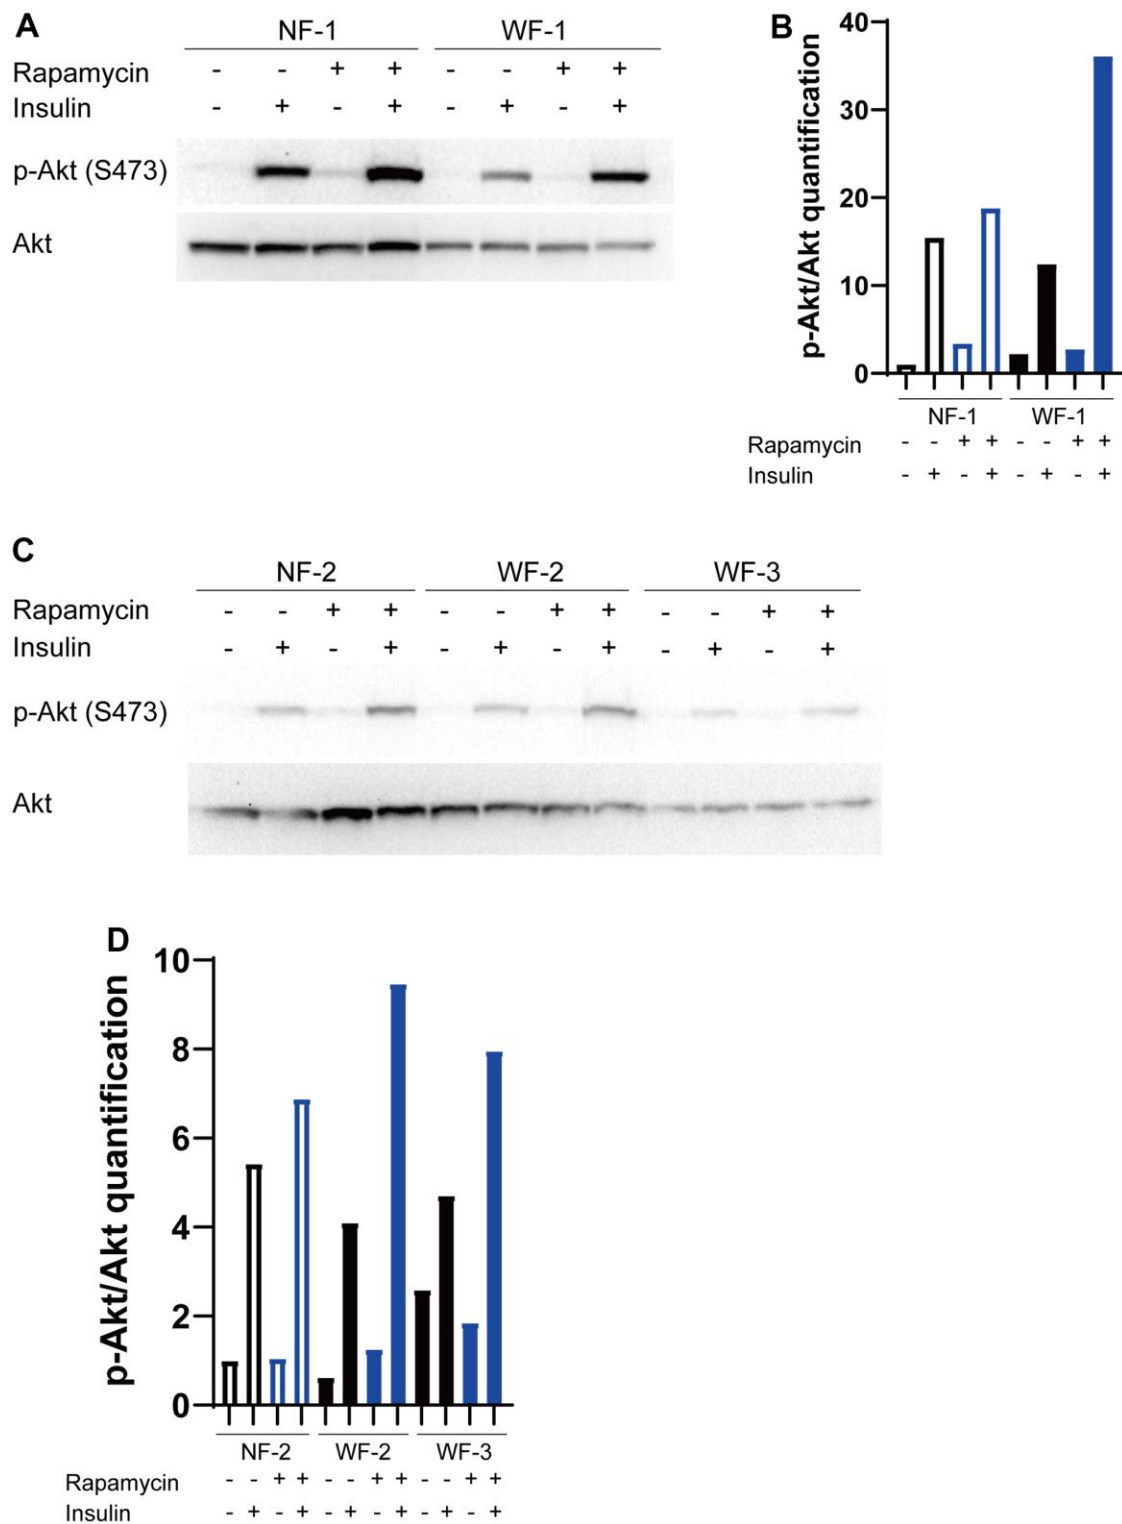 A
NF-1 WF-1
Rapamycin - - + + - - + +
Insulin - + - + - + - +
p-Akt (S473)
Akt
B
p-Akt/Akt quantification
40
30
20
10
0
NF-1 WF-1
Rapamycin - - + + - - + +
Insulin - + - + - + - +
C
NF-2 WF-2 WF-3
Rapamycin - - + + - - + + - - + +
Insulin - + - + - + - + - + - +
p-Akt (S473)
Akt
D
p-Akt/Akt quantification
10
8
6
4
2
0
NF-2 WF-2 WF-3
Rapamycin - - + + - - + + - - + +
Insulin - + - + - + - + - + - +